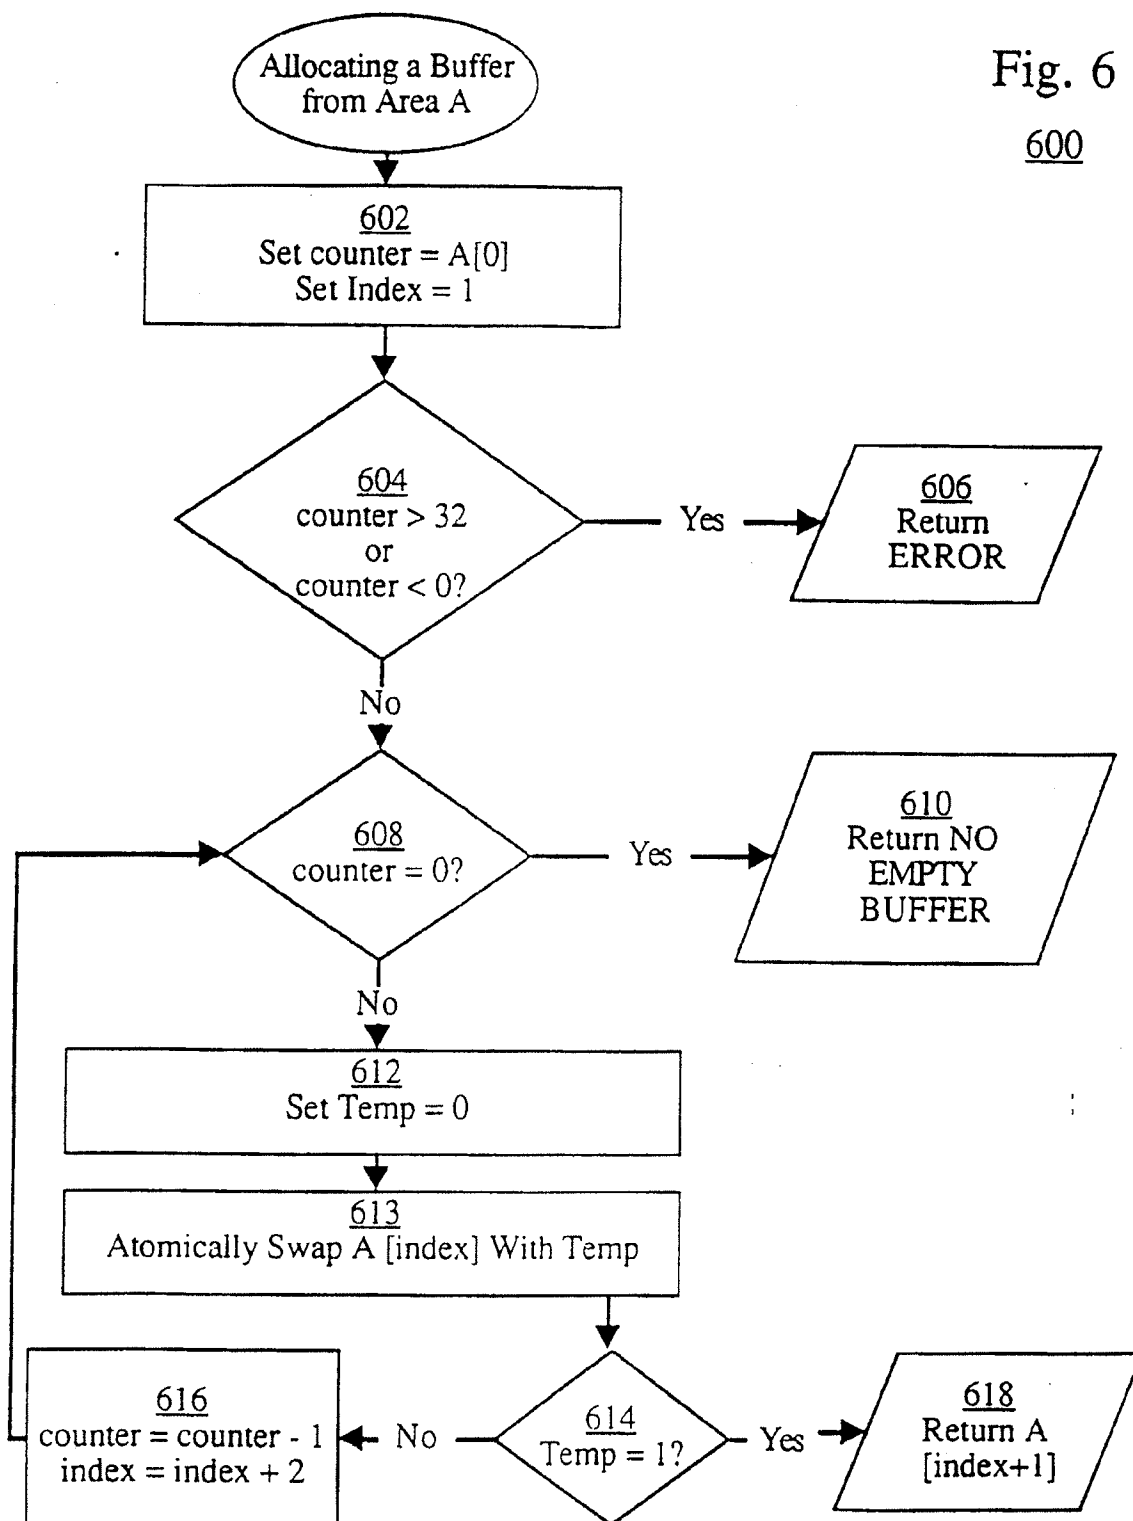 Allocating a Buffer
from Area A
Fig. 6
600
602
Set counter = A[0]
Set Index = 1
604
counter > 32
or
counter < 0?
Yes
606
Return
ERROR
No
608
counter = 0?
Yes
610
Return NO
EMPTY
BUFFER
No
612
Set Temp = 0
613
Atomically Swap A [index] With Temp
614
Temp = 1?
No
616
counter = counter - 1
index = index + 2
Yes
618
Return A
[index+1]